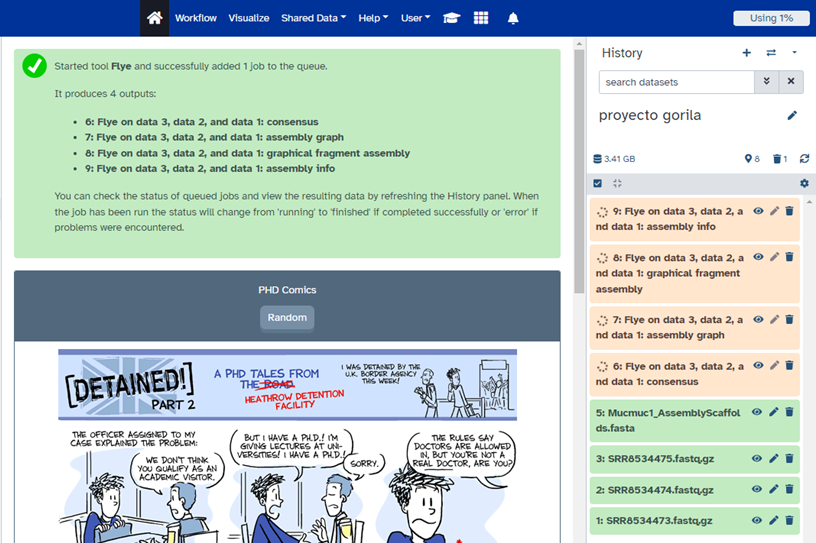 Workflow Visualize Shared Data Help User Using 1%
Started tool Flye and successfully added 1 job to the queue.
It produces 4 outputs:
6: Flye on data 3, data 2, and data 1: consensus
7: Flye on data 3, data 2, and data 1: assembly graph
8: Flye on data 3, data 2, and data 1: graphical fragment assembly
9: Flye on data 3, data 2, and data 1: assembly info
You can check the status of queued jobs and view the resulting data by refreshing the History panel. When
the job has been run the status will change from 'running' to 'finished' if completed successfully or 'error' if
problems were encountered.
PHD Comics
Random
[DETAINED!]
PART 2
A PHD TALES FROM
THE ROAD
HEATHROW DETENTION
FACILITY
I WAS DETAINED BY THE
U.K. BORDER AGENCY
THIS WEEK!
THE OFFICER ASSIGNED TO MY
CASE EXPLAINED THE PROBLEM:
WE DON'T THINK
YOU QUALIFY AS AN
ACADEMIC VISITOR.
BUT I HAVE A PH.D.! I'M
GIVING LECTURES AT UNI-
VERSITIES! I HAVE A PH.D.!
SORRY.
THE RULES SAY
DOCTORS ARE ALLOWED
IN, BUT YOU'RE NOT A
REAL DOCTOR, ARE YOU?
History
search datasets
proyecto gorila
3.41 GB 8 1
9: Flye on data 3, data 2, a
nd data 1: assembly info
8: Flye on data 3, data 2, a
nd data 1: graphical fragment
assembly
7: Flye on data 3, data 2, a
nd data 1: assembly graph
6: Flye on data 3, data 2, a
nd data 1: consensus
5: Mucmuc1_AssemblyScaffol
ds.fasta
3: SRR8534475.fastq.gz
2: SRR8534474.fastq.gz
1: SRR8534473.fastq.gz